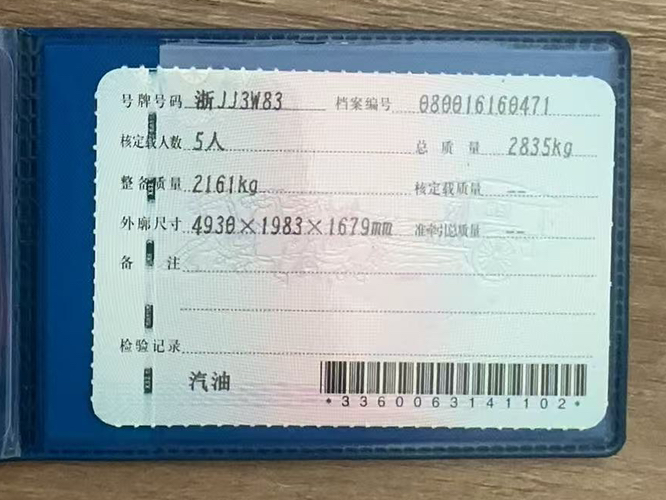 号牌号码 浙JJ3W83 档案编号 080016160471
核定载人数 5人 总质量 2835kg
整备质量 2161kg 核定载质量 --
外廓尺寸 4930×1983×1679mm 准牵引总质量 --
备注
检验记录
汽油
*3360063141102*